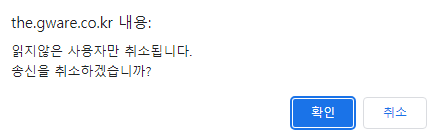 the.gware.co.kr 내용:
읽지않은 사용자만 취소됩니다.
송신을 취소하겠습니까?
확인
취소